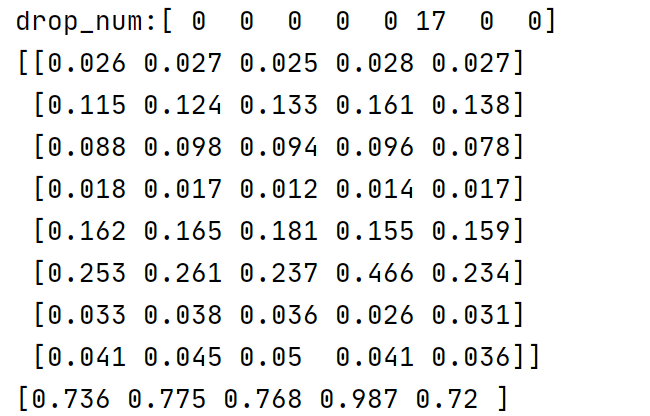 drop_num:[ 0  0  0  0  0 17  0  0]
[[0.026 0.027 0.025 0.028 0.027]
 [0.115 0.124 0.133 0.161 0.138]
 [0.088 0.098 0.094 0.096 0.078]
 [0.018 0.017 0.012 0.014 0.017]
 [0.162 0.165 0.181 0.155 0.159]
 [0.253 0.261 0.237 0.466 0.234]
 [0.033 0.038 0.036 0.026 0.031]
 [0.041 0.045 0.05  0.041 0.036]]
[0.736 0.775 0.768 0.987 0.72 ]